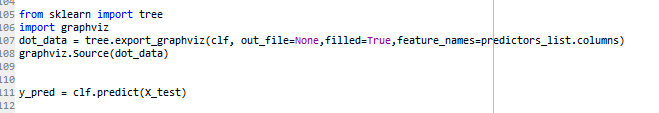 104
105 from sklearn import tree
106 import graphviz
107 dot_data = tree.export_graphviz(clf, out_file=None,filled=True,feature_names=predictors_list.columns)
108 graphviz.Source(dot_data)
109
110
111 y_pred = clf.predict(X_test)
112